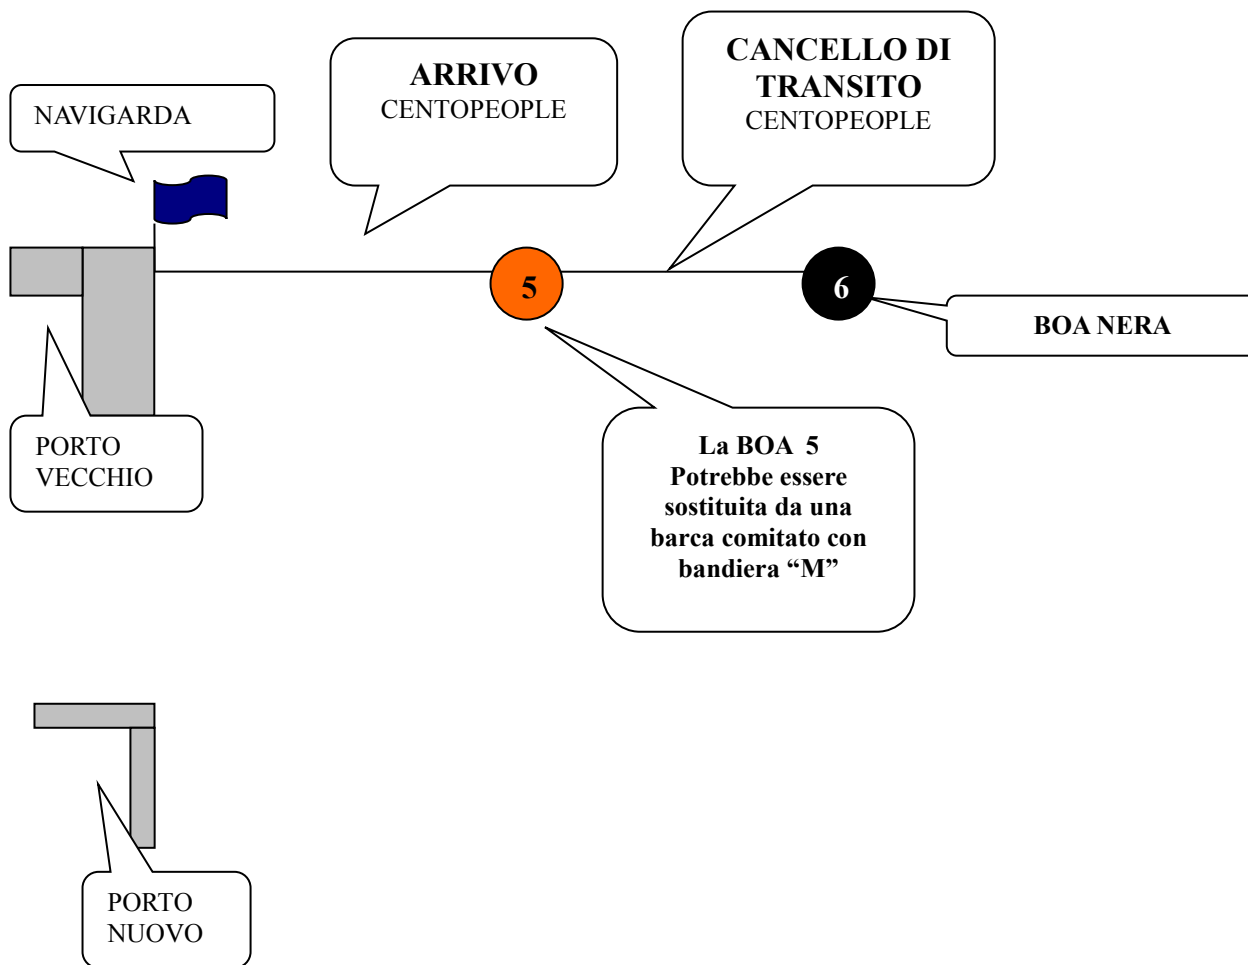 NAVIGARDA
ARRIVO
CENTOPEOPLE
CANCELLO DI
TRANSITO
CENTOPEOPLE
5
6
BOA NERA
PORTO
VECCHIO
La BOA 5
Potrebbe essere
sostituita da una
barca comitato con
bandiera “M”
PORTO
NUOVO